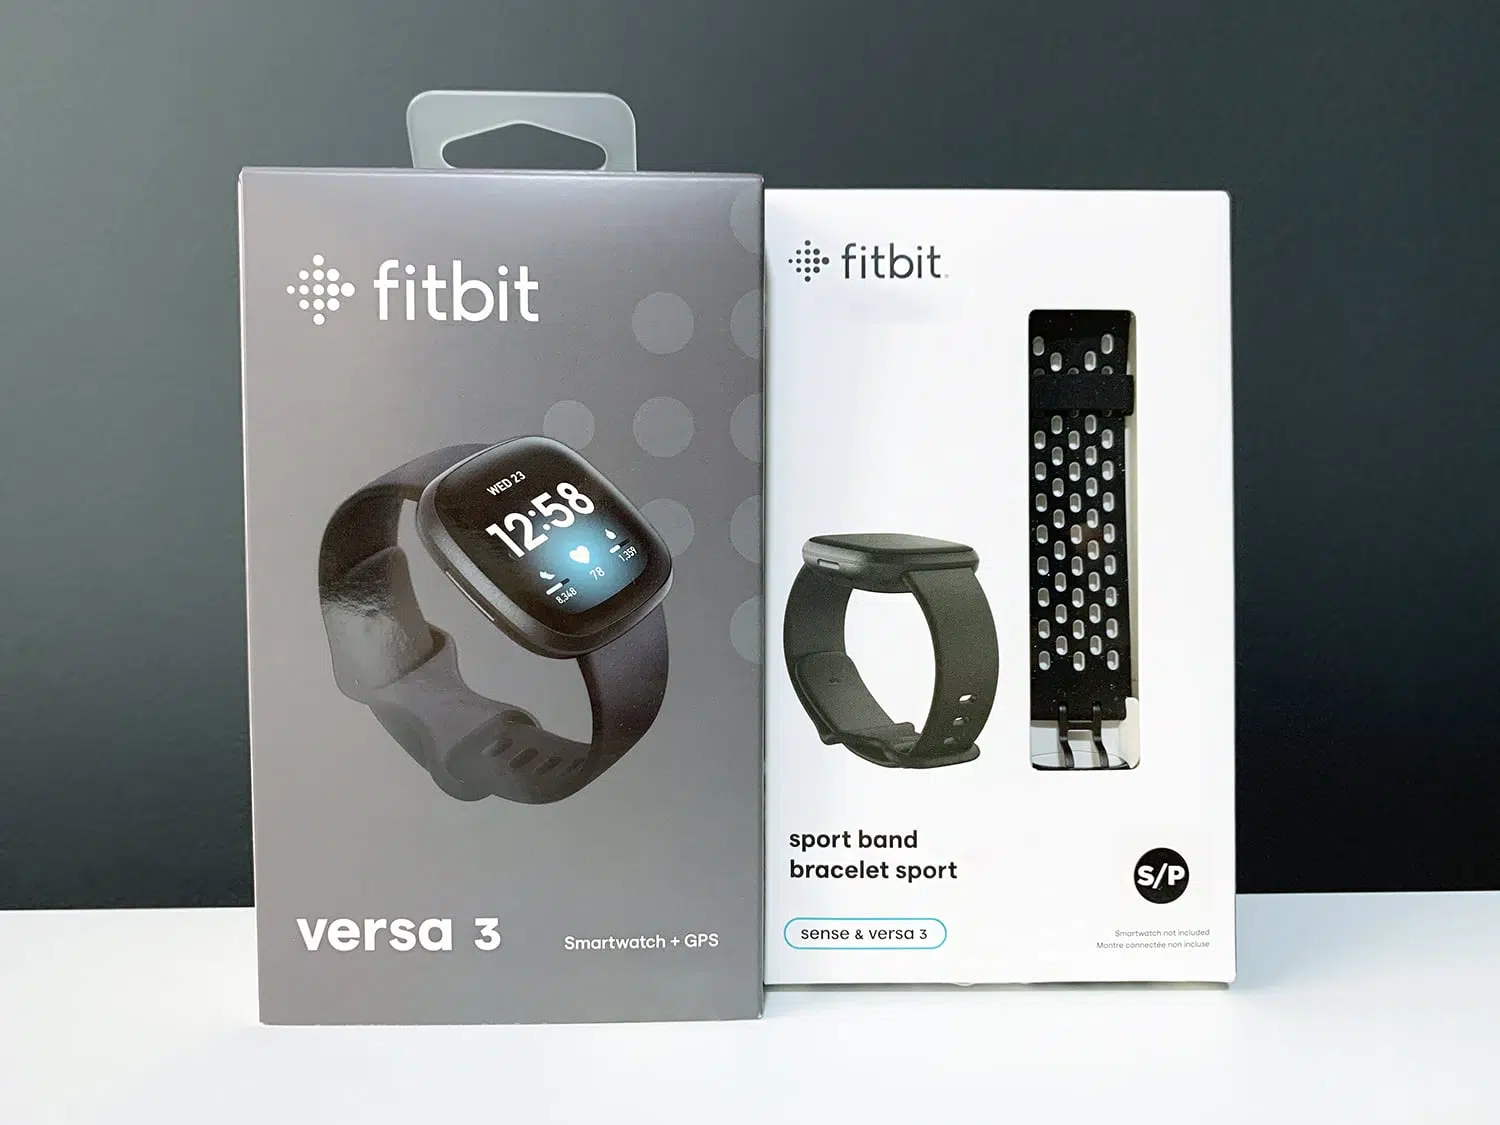 fitbit
WED 23
12:58
78
8,348
1,359
versa 3
Smartwatch + GPS
fitbit
sport band
bracelet sport
S/P
sense & versa 3
Smartwatch not included
Montre connectée non incluse